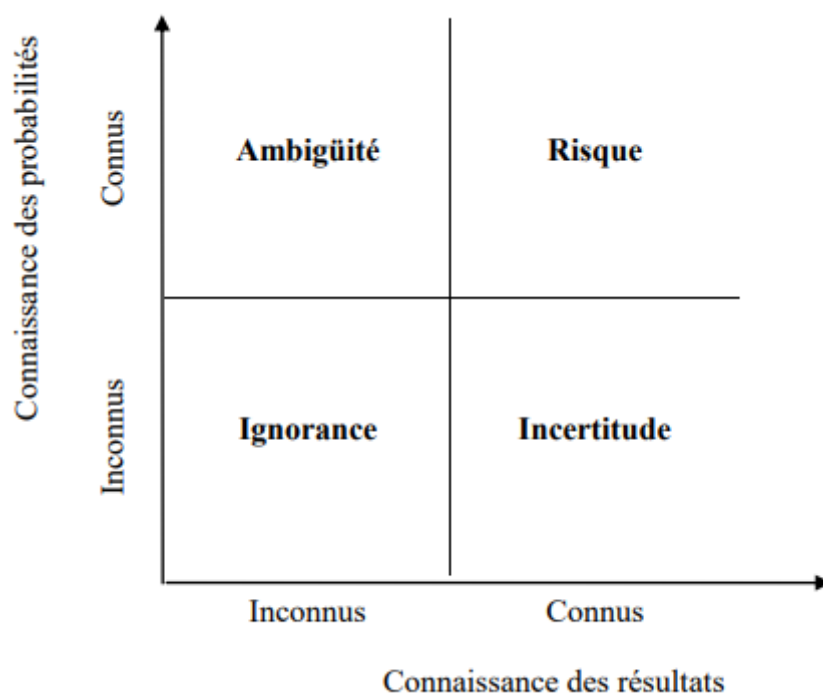 Connaissance des probabilités
Connus
Ambigüité
Risque
Inconnus
Ignorance
Incertitude
Inconnus
Connus
Connaissance des résultats